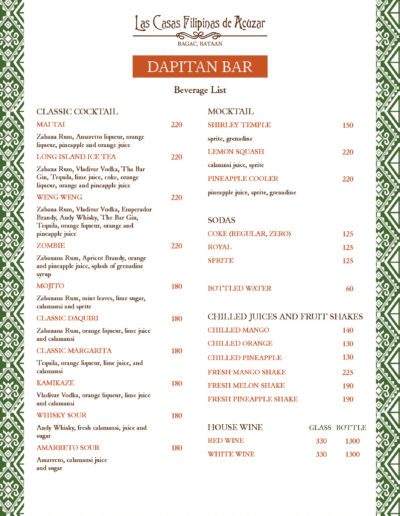 Las Casas Filipinas de Acuzar
BAGAC, BATAAN
DAPITAN BAR
Beverage List
CLASSIC COCKTAIL
MAI TAI 220
Zabana Rum, Amaretto liqueur, orange
liqueur, pineapple and orange juice
LONG ISLAND ICE TEA 220
Zabana Rum, Vladivar Vodka, Tha Bar
Gin, Tequila, lime juice, coke, orange
liqueur, orange and pineapple juice
WENG WENG 220
Zabana Rum, Vladivar Vodka, Emperador
Brandy, Andy Whisky, The Bar Gin,
Tequila, orange liqueur, orange and
pineapple juice
ZOMBIE 220
Zabanana Rum, Apricot Brandy, orange
and pineapple juice, splash of grenadine
syrup
MOJITO 180
Zabanana Rum, mint leaves, lime sugar,
calamansi and sprite
CLASSIC DAQUIRI 180
Zabana Rum, orange liqueur, lime juice
and calamansi
CLASSIC MARGARITA 180
Tequila, orange liqueur, lime juice, and
calamansi
KAMIKAZE 180
Vladivar Vodka, orange liqueur, lime juice
and calamansi
WHISKY SOUR 180
Andy Whisky, fresh calamansi, juice and
sugar
AMARRETO SOUR 180
Amaretto, calamansi juice
and sugar
MOCKTAIL
SHIRLEY TEMPLE 150
sprite, grenadine
LEMON SQUASH 220
calamansi juice, sprite
PINEAPPLE COOLER 220
pineapple juice, sprite, grenadine
SODAS
COKE (REGULAR, ZERO) 125
ROYAL 125
SPRITE 125
BOTTLED WATER 60
CHILLED JUICES AND FRUIT SHAKES
CHILLED MANGO 140
CHILLED ORANGE 130
CHILLED PINEAPPLE 130
FRESH MANGO SHAKE 225
FRESH MELON SHAKE 190
FRESH PINEAPPLE SHAKE 190
HOUSE WINE GLASS BOTTLE
RED WINE 330 1300
WHITE WINE 330 1300